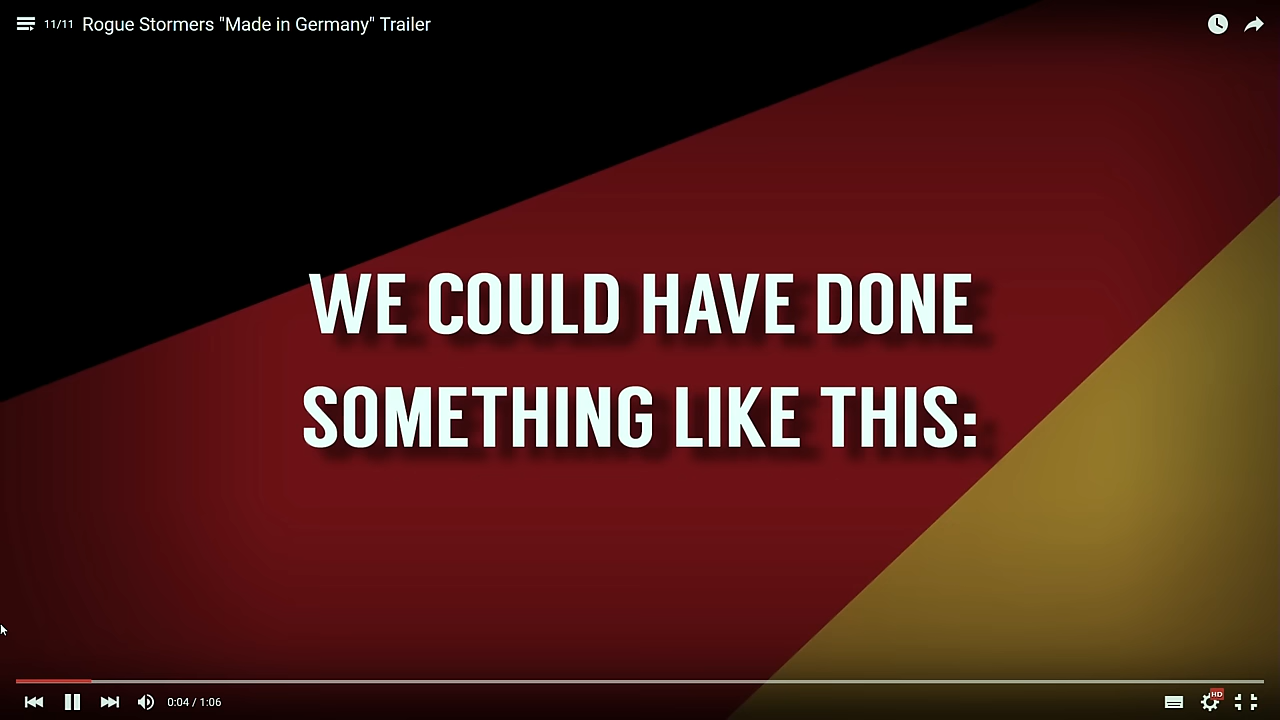 11/11 Rogue Stormers "Made in Germany" Trailer
WE COULD HAVE DONE
SOMETHING LIKE THIS:
0:04 / 1:06
HD